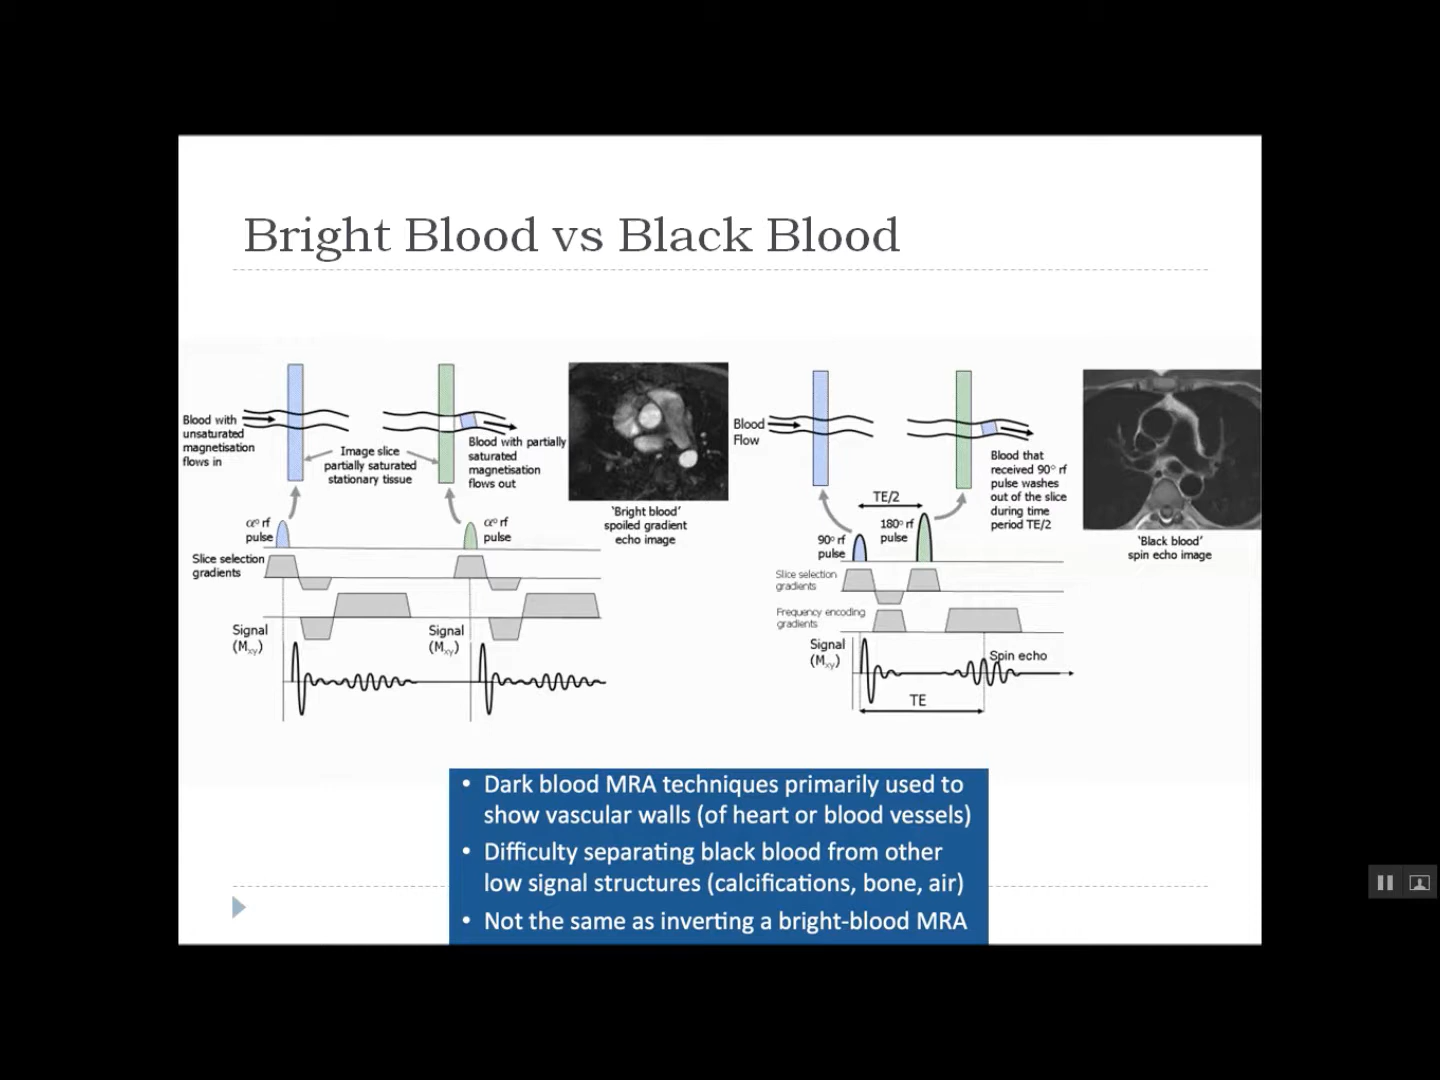 Bright Blood vs Black Blood
Blood with
unsaturated
magnetisation
flows in
Image slice
partially saturated
stationary tissue
Blood with partially
saturated
magnetisation
flows out
α° rf
pulse
α° rf
pulse
Slice selection
gradients
Signal
(Mxy)
Signal
(Mxy)
'Bright blood'
spoiled gradient
echo image
Blood
Flow
Blood that
received 90° rf
pulse washes
out of the slice
during time
period TE/2
TE/2
90° rf
pulse
180° rf
pulse
Slice selection
gradients
Frequency encoding
gradients
Signal
(Mxy)
Spin echo
TE
'Black blood'
spin echo image
• Dark blood MRA techniques primarily used to
show vascular walls (of heart or blood vessels)
• Difficulty separating black blood from other
low signal structures (calcifications, bone, air)
• Not the same as inverting a bright-blood MRA